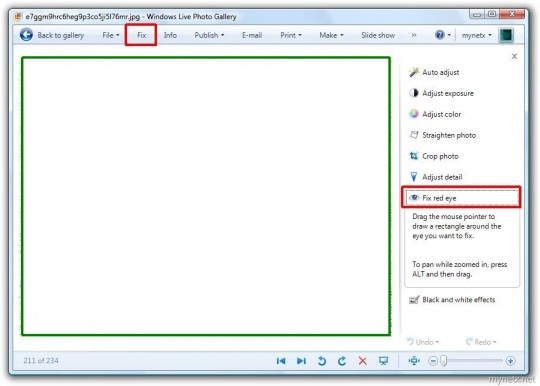 e7ggm9hrc6heg9p3co5ji5l76mr.jpg - Windows Live Photo Gallery
Back to gallery File Fix Info Publish E-mail Print Make Slide show » mynetx
Auto adjust
Adjust exposure
Adjust color
Straighten photo
Crop photo
Adjust detail
Fix red eye
Drag the mouse pointer to
draw a rectangle around the
eye you want to fix.
To pan while zoomed in, press
ALT and then drag.
Black and white effects
Undo Redo
211 of 234
mynetx.net